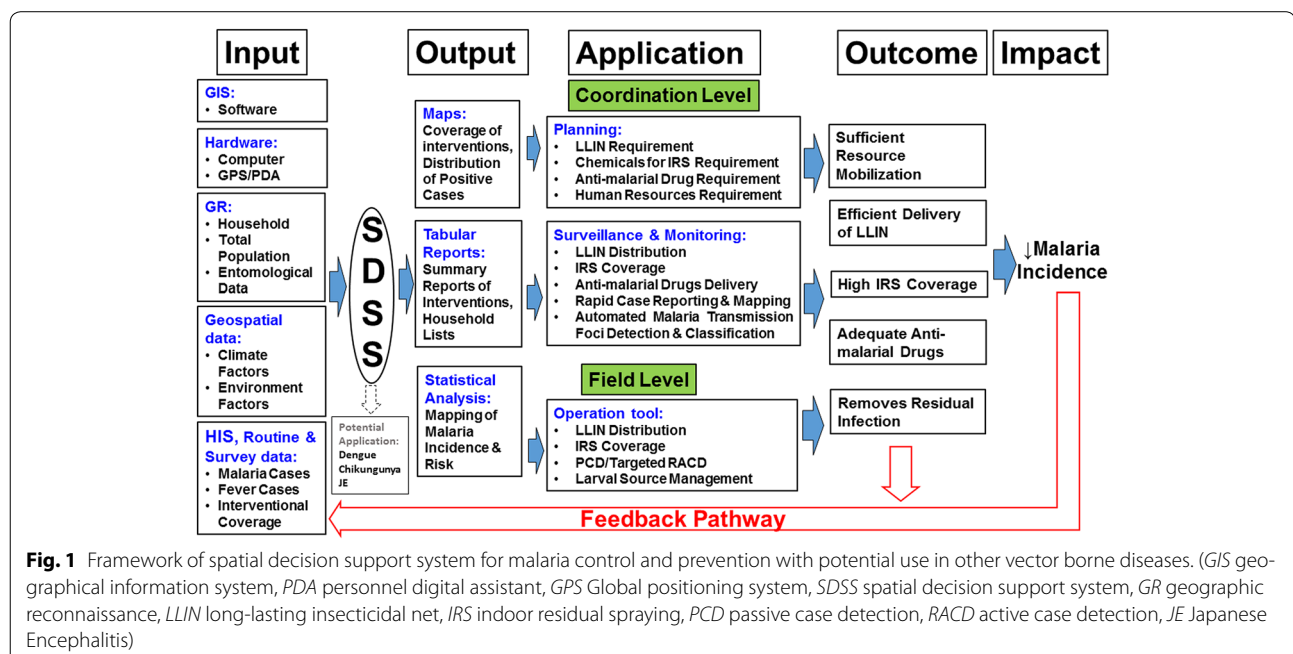 Input
Output
Application
Outcome
Impact
GIS:
• Software
Hardware:
• Computer
• GPS/PDA
GR:
• Household
• Total
Population
• Entomological
Data
Geospatial
data:
• Climate
Factors
• Environment
Factors
HIS, Routine &
Survey data:
• Malaria Cases
• Fever Cases
• Interventional
Coverage
S
D
S
S
Potential
Application:
Dengue
Chikungunya
JE
Maps:
Coverage of
interventions,
Distribution
of Positive
Cases
Tabular
Reports:
Summary
Reports of
Interventions,
Household
Lists
Statistical
Analysis:
Mapping of
Malaria
Incidence &
Risk
Coordination Level
Planning:
• LLIN Requirement
• Chemicals for IRS Requirement
• Anti-malarial Drug Requirement
• Human Resources Requirement
Surveillance & Monitoring:
• LLIN Distribution
• IRS Coverage
• Anti-malarial Drugs Delivery
• Rapid Case Reporting & Mapping
• Automated Malaria Transmission
Foci Detection & Classification
Field Level
Operation tool:
• LLIN Distribution
• IRS Coverage
• PCD/Targeted RACD
• Larval Source Management
Sufficient
Resource
Mobilization
Efficient Delivery
of LLIN
High IRS Coverage
Adequate Anti-
malarial Drugs
Removes Residual
Infection
↓Malaria
Incidence
Feedback Pathway
Fig. 1 Framework of spatial decision support system for malaria control and prevention with potential use in other vector borne diseases. (GIS geo-
graphical information system, PDA personnel digital assistant, GPS Global positioning system, SDSS spatial decision support system, GR geographic
reconnaissance, LLIN long-lasting insecticidal net, IRS indoor residual spraying, PCD passive case detection, RACD active case detection, JE Japanese
Encephalitis)